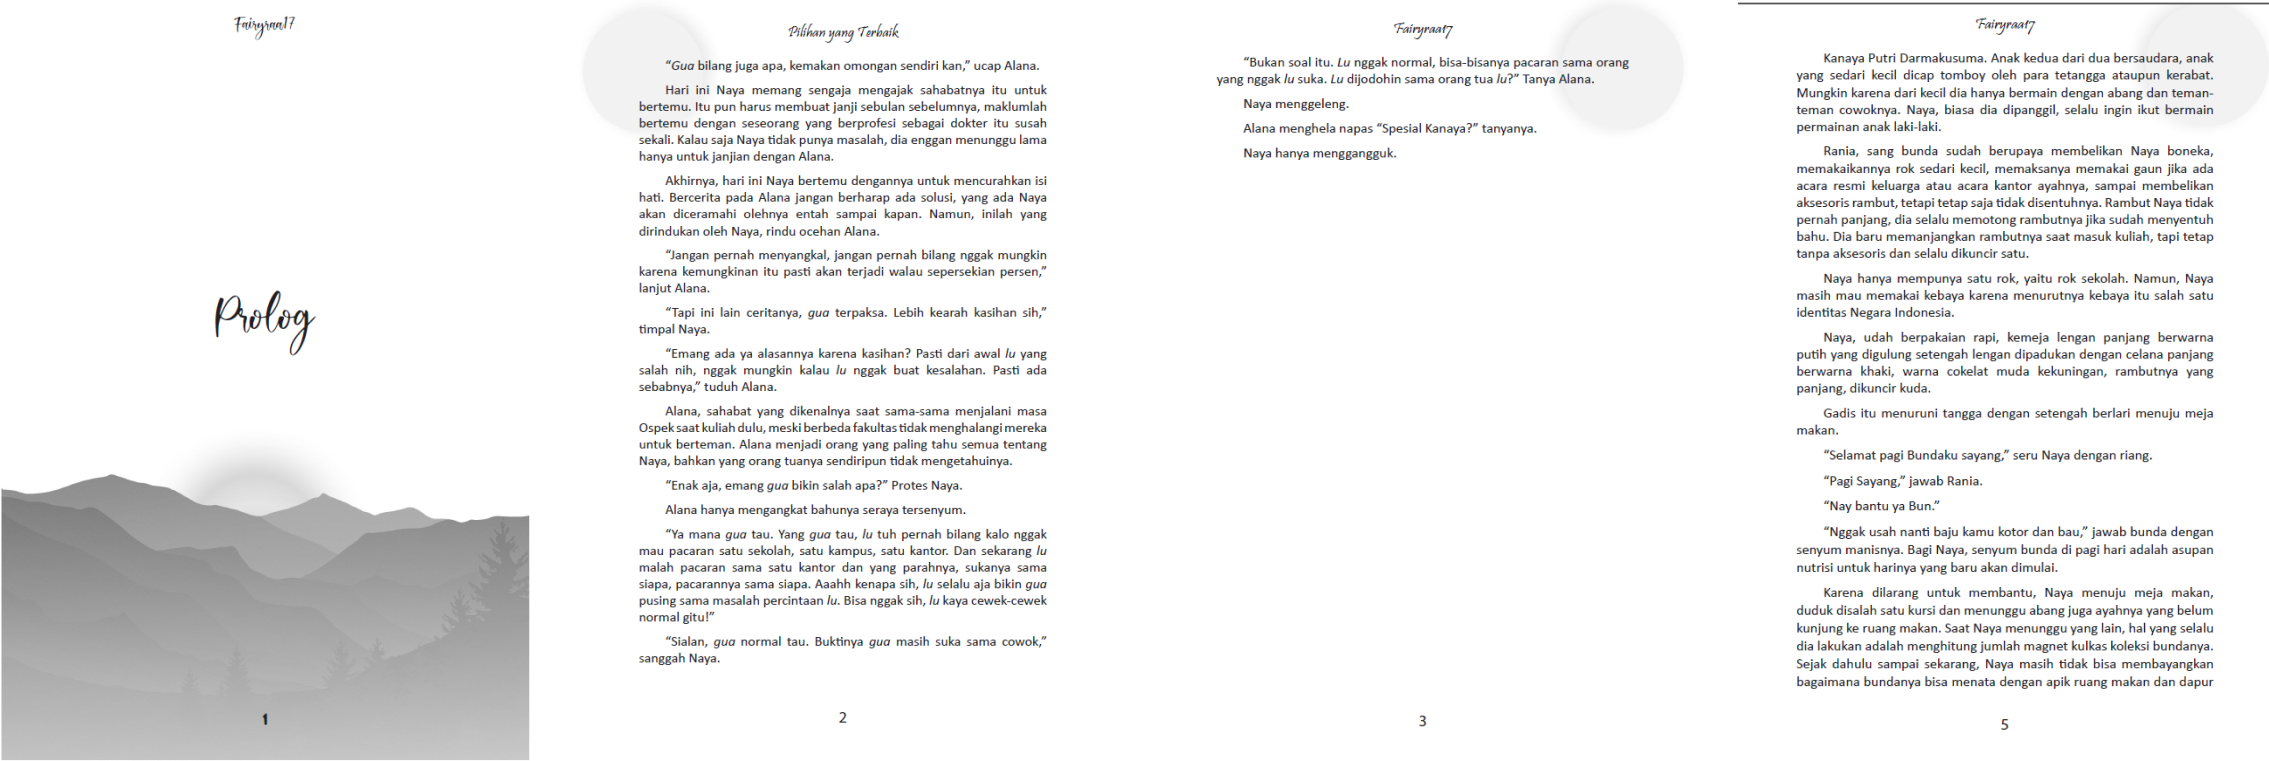 Fairyraa17
Prolog
1
Pilihan yang Terbaik
“Gua bilang juga apa, kemakan omongan sendiri kan,” ucap Alana.
Hari ini Naya memang sengaja mengajak sahabatnya itu untuk
bertemu. Itu pun harus membuat janji sebulan sebelumnya, maklumlah
bertemu dengan seseorang yang berprofesi sebagai dokter itu susah
sekali. Kalau saja Naya tidak punya masalah, dia enggan menunggu lama
hanya untuk janjian dengan Alana.
Akhirnya, hari ini Naya bertemu dengannya untuk mencurahkan isi
hati. Bercerita pada Alana jangan berharap ada solusi, yang ada Naya
akan diceramahi olehnya entah sampai kapan. Namun, inilah yang
dirindukan oleh Naya, rindu ocehan Alana.
“Jangan pernah menyangkal, jangan pernah bilang nggak mungkin
karena kemungkinan itu pasti akan terjadi walau sepersekian persen,”
lanjut Alana.
“Tapi ini lain ceritanya, gua terpaksa. Lebih kearah kasihan sih,”
timpal Naya.
“Emang ada ya alasannya karena kasihan? Pasti dari awal lu yang
salah nih, nggak mungkin kalau lu nggak buat kesalahan. Pasti ada
sebabnya,” tuduh Alana.
Alana, sahabat yang dikenalnya saat sama-sama menjalani masa
Ospek saat kuliah dulu, meski berbeda fakultas tidak menghalangi mereka
untuk berteman. Alana menjadi orang yang paling tahu semua tentang
Naya, bahkan yang orang tuanya sendiripun tidak mengetahuinya.
“Enak aja, emang gua bikin salah apa?” Protes Naya.
Alana hanya mengangkat bahunya seraya tersenyum.
“Ya mana gua tau. Yang gua tau, lu tuh pernah bilang kalo nggak
mau pacaran satu sekolah, satu kampus, satu kantor. Dan sekarang lu
malah pacaran sama satu kantor dan yang parahnya, sukanya sama
siapa, pacarannya sama siapa. Aaahh kenapa sih, lu selalu aja bikin gua
pusing sama masalah percintaan lu. Bisa nggak sih, lu kaya cewek-cewek
normal gitu!”
“Sialan, gua normal tau. Buktinya gua masih suka sama cowok,”
sanggah Naya.
2
Fairyraa17
“Bukan soal itu. Lu nggak normal, bisa-bisanya pacaran sama orang
yang nggak lu suka. Lu dijodohin sama orang tua lu?” Tanya Alana.
Naya menggeleng.
Alana menghela napas “Spesial Kanaya?” tanyanya.
Naya hanya menggangguk.
3
Fairyraa17
Kanaya Putri Darmakusuma. Anak kedua dari dua bersaudara, anak
yang sedari kecil dicap tomboy oleh para tetangga ataupun kerabat.
Mungkin karena dari kecil dia hanya bermain dengan abang dan teman-
teman cowoknya. Naya, biasa dia dipanggil, selalu ingin ikut bermain
permainan anak laki-laki.
Rania, sang bunda sudah berupaya membelikan Naya boneka,
memakaikannya rok sedari kecil, memaksanya memakai gaun jika ada
acara resmi keluarga atau acara kantor ayahnya, sampai membelikan
aksesoris rambut, tetapi tetap saja tidak disentuhnya. Rambut Naya tidak
pernah panjang, dia selalu memotong rambutnya jika sudah menyentuh
bahu. Dia baru memanjangkan rambutnya saat masuk kuliah, tapi tetap
tanpa aksesoris dan selalu dikuncir satu.
Naya hanya mempunya satu rok, yaitu rok sekolah. Namun, Naya
masih mau memakai kebaya karena menurutnya kebaya itu salah satu
identitas Negara Indonesia.
Naya, udah berpakaian rapi, kemeja lengan panjang berwarna
putih yang digulung setengah lengan dipadukan dengan celana panjang
berwarna khaki, warna cokelat muda kekuningan, rambutnya yang
panjang, dikuncir kuda.
Gadis itu menuruni tangga dengan setengah berlari menuju meja
makan.
“Selamat pagi Bundaku sayang,” seru Naya dengan riang.
“Pagi Sayang,” jawab Rania.
“Nay bantu ya Bun.”
“Nggak usah nanti baju kamu kotor dan bau,” jawab bunda dengan
senyum manisnya. Bagi Naya, senyum bunda di pagi hari adalah asupan
nutrisi untuk harinya yang baru akan dimulai.
Karena dilarang untuk membantu, Naya menuju meja makan,
duduk disalah satu kursi dan menunggu abang juga ayahnya yang belum
kunjung ke ruang makan. Saat Naya menunggu yang lain, hal yang selalu
dia lakukan adalah menghitung jumlah magnet kulkas koleksi bundanya.
Sejak dahulu sampai sekarang, Naya masih tidak bisa membayangkan
bagaimana bundanya bisa menata dengan apik ruang makan dan dapur
5